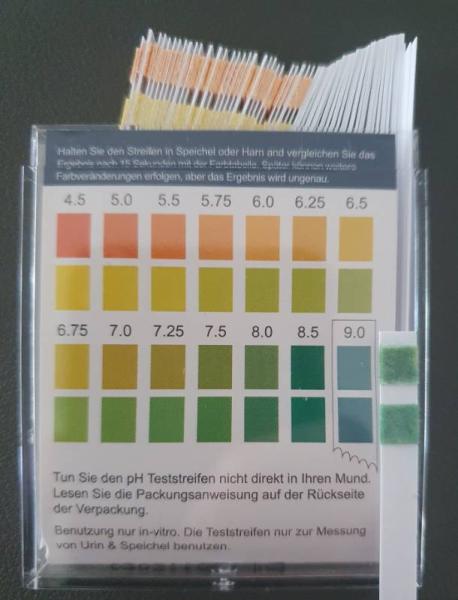 Halten Sie den Streifen in Speichel oder Harn and vergleichen Sie das
Ergebnis nach 15 Sekunden mit der Farbtabelle. Später können weitere
Farbveränderungen erfolgen, aber das Ergebnis wird ungenau.
4.5 5.0 5.5 5.75 6.0 6.25 6.5
6.75 7.0 7.25 7.5 8.0 8.5 9.0
Tun Sie den pH Teststreifen nicht direkt in Ihren Mund.
Lesen Sie die Packungsanweisung auf der Rückseite
der Verpackung.
Benutzung nur in-vitro. Die Teststreifen nur zur Messung
von Urin & Speichel benutzen.